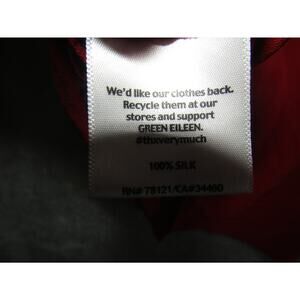 We'd like our clothes back.
Recycle them at our
stores and support
GREEN EILEEN.
#thxverymuch
100% SILK
RN# 78121/CA#34460